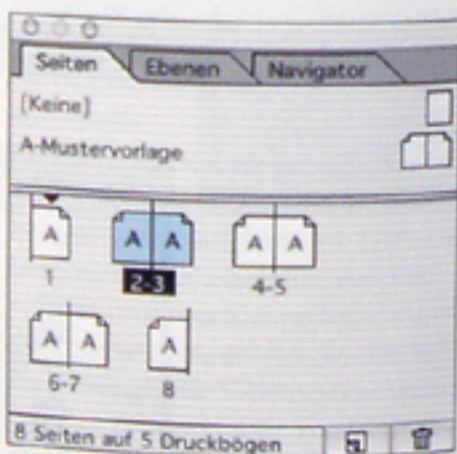 Seiten Ebenen Navigator
[Keine]
A-Mustervorlage
A A A A A
1 2-3 4-5
A A A
6-7 8
8 Seiten auf 5 Druckbögen